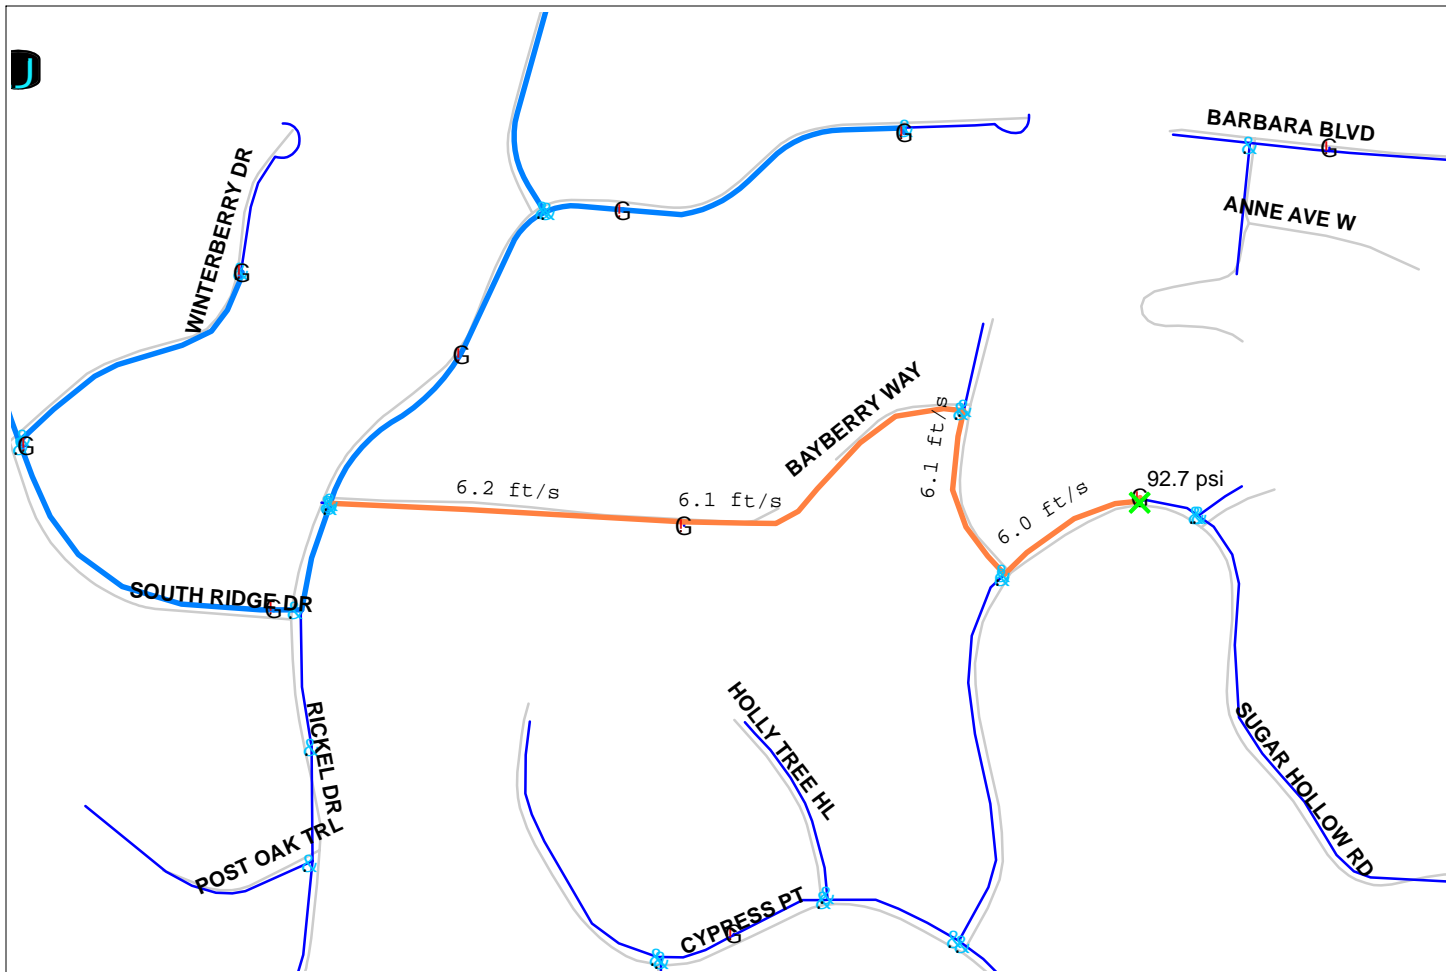 J
BARBARA BLVD
G
G
ANNE AVE W
WINTERBERRY DR
G
G
G
BAYBERRY WAY
G
6.1 ft/s
92.7 psi
6.2 ft/s
6.1 ft/s
G
G
6.0 ft/s
SOUTH RIDGE DR
G
RICKEL DR
HOLLY TREE HL
SUGAR HOLLOW RD
POST OAK TRL
CYPRESS PT
G